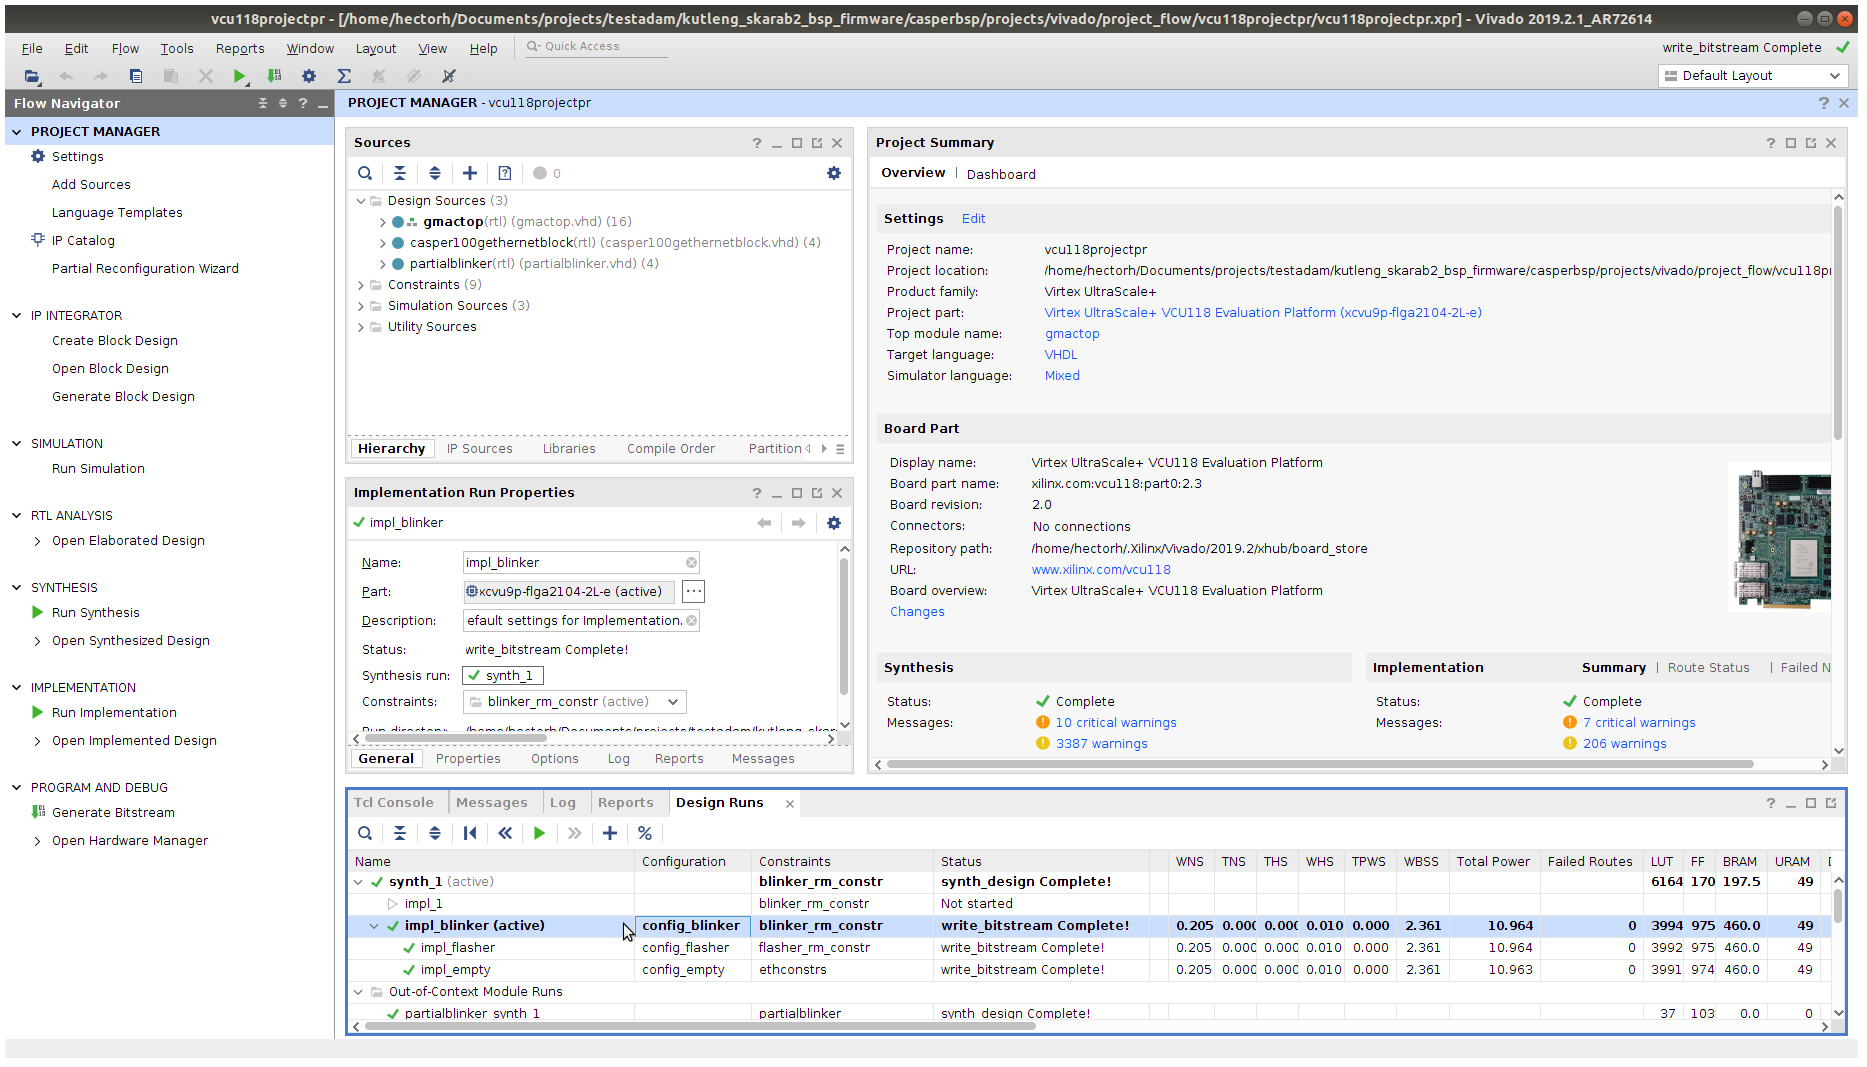 vcu118projectpr - [/home/hectorh/Documents/projects/testadam/kutleng_skarab2_bsp_firmware/casperbsp/projects/vivado/project_flow/vcu118projectpr/vcu118projectpr.xpr] - Vivado 2019.2.1_AR72614
File Edit Flow Tools Reports Window Layout View Help Quick Access
write_bitstream Complete
Default Layout
Flow Navigator
PROJECT MANAGER
Settings
Add Sources
Language Templates
IP Catalog
Partial Reconfiguration Wizard
IP INTEGRATOR
Create Block Design
Open Block Design
Generate Block Design
SIMULATION
Run Simulation
RTL ANALYSIS
Open Elaborated Design
SYNTHESIS
Run Synthesis
Open Synthesized Design
IMPLEMENTATION
Run Implementation
Open Implemented Design
PROGRAM AND DEBUG
Generate Bitstream
Open Hardware Manager
PROJECT MANAGER - vcu118projectpr
Sources
0
Design Sources (3)
gmactop(rtl) (gmactop.vhd) (16)
casper100gethernetblock(rtl) (casper100gethernetblock.vhd) (4)
partialblinker(rtl) (partialblinker.vhd) (4)
Constraints (9)
Simulation Sources (3)
Utility Sources
Hierarchy IP Sources Libraries Compile Order Partition
Implementation Run Properties
impl_blinker
Name: impl_blinker
Part: xcvu9p-flga2104-2L-e (active)
Description: efault settings for Implementation.
Status: write_bitstream Complete!
Synthesis run: synth_1
Constraints: blinker_rm_constr (active)
Run directory: /home/hectorh/Documents/projects/testadam/kutleng_skar
General Properties Options Log Reports Messages
Project Summary
Overview | Dashboard
Settings Edit
Project name: vcu118projectpr
Project location: /home/hectorh/Documents/projects/testadam/kutleng_skarab2_bsp_firmware/casperbsp/projects/vivado/project_flow/vcu118pr
Product family: Virtex UltraScale+
Project part: Virtex UltraScale+ VCU118 Evaluation Platform (xcvu9p-flga2104-2L-e)
Top module name: gmactop
Target language: VHDL
Simulator language: Mixed
Board Part
Display name: Virtex UltraScale+ VCU118 Evaluation Platform
Board part name: xilinx.com:vcu118:part0:2.3
Board revision: 2.0
Connectors: No connections
Repository path: /home/hectorh/.Xilinx/Vivado/2019.2/xhub/board_store
URL: www.xilinx.com/vcu118
Board overview: Virtex UltraScale+ VCU118 Evaluation Platform
Changes
Synthesis
Status: Complete
Messages: 10 critical warnings
3387 warnings
Implementation Summary | Route Status | Failed N
Status: Complete
Messages: 7 critical warnings
206 warnings
Tcl Console Messages Log Reports Design Runs
Name Configuration Constraints Status WNS TNS THS WHS TPWS WBSS Total Power Failed Routes LUT FF BRAM URAM
synth_1 (active) blinker_rm_constr synth_design Complete! 6164 170 197.5 49
impl_1 blinker_rm_constr Not started
impl_blinker (active) config_blinker blinker_rm_constr write_bitstream Complete! 0.205 0.000 0.000 0.010 0.000 2.361 10.964 0 3994 975 460.0 49
impl_flasher config_flasher flasher_rm_constr write_bitstream Complete! 0.205 0.000 0.000 0.010 0.000 2.361 10.964 0 3992 975 460.0 49
impl_empty config_empty ethconstrs write_bitstream Complete! 0.205 0.000 0.000 0.010 0.000 2.361 10.963 0 3991 974 460.0 49
Out-of-Context Module Runs
partialblinker_synth_1 partialblinker synth_design Complete! 37 103 0.0 0